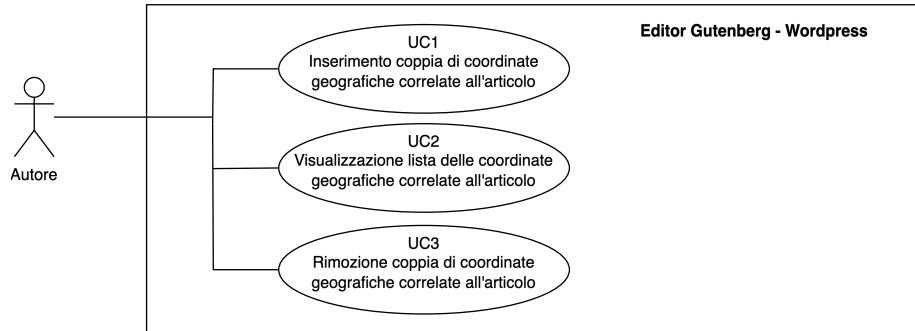 Editor Gutenberg - Wordpress
UC1
Inserimento coppia di coordinate
geografiche correlate all'articolo
Autore
UC2
Visualizzazione lista delle coordinate
geografiche correlate all'articolo
UC3
Rimozione coppia di coordinate
geografiche correlate all'articolo